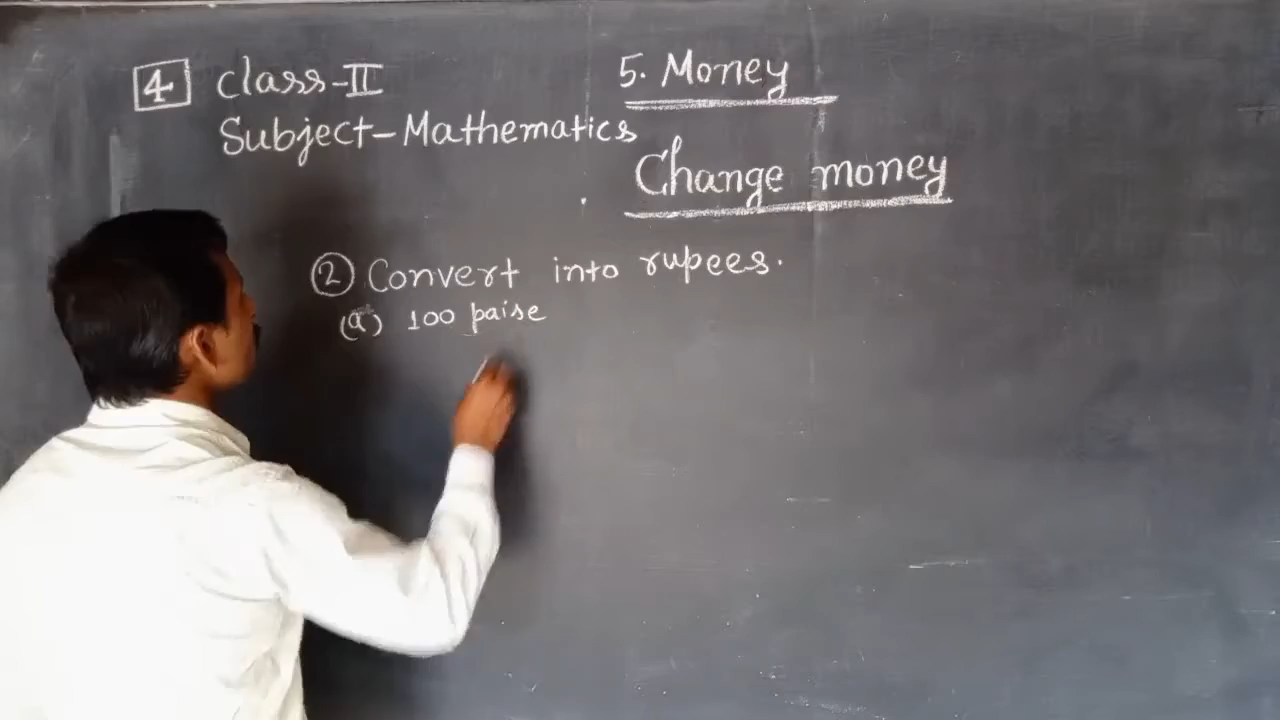 4 Class-II
Subject-Mathematics
5. Money
Change money
2 Convert into rupees.
(a) 100 paise